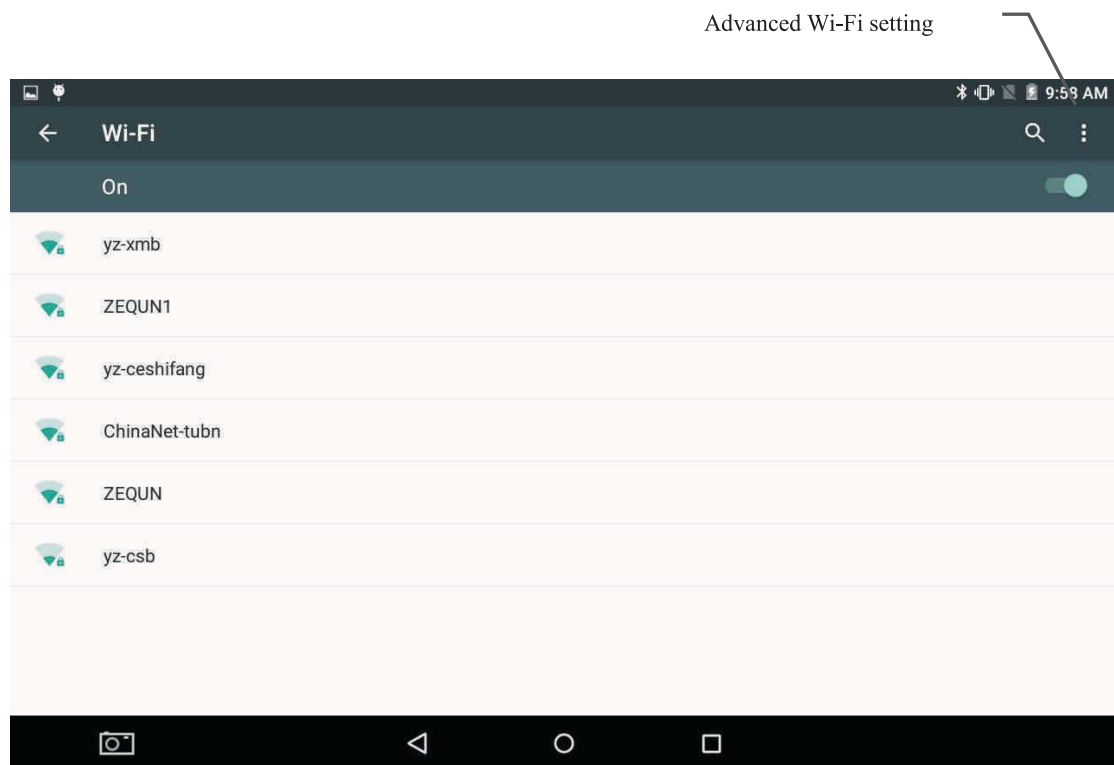 Advanced Wi-Fi setting
9:58 AM
Wi-Fi
On
yz-xmb
ZEQUN1
yz-ceshifang
ChinaNet-tubn
ZEQUN
yz-csb